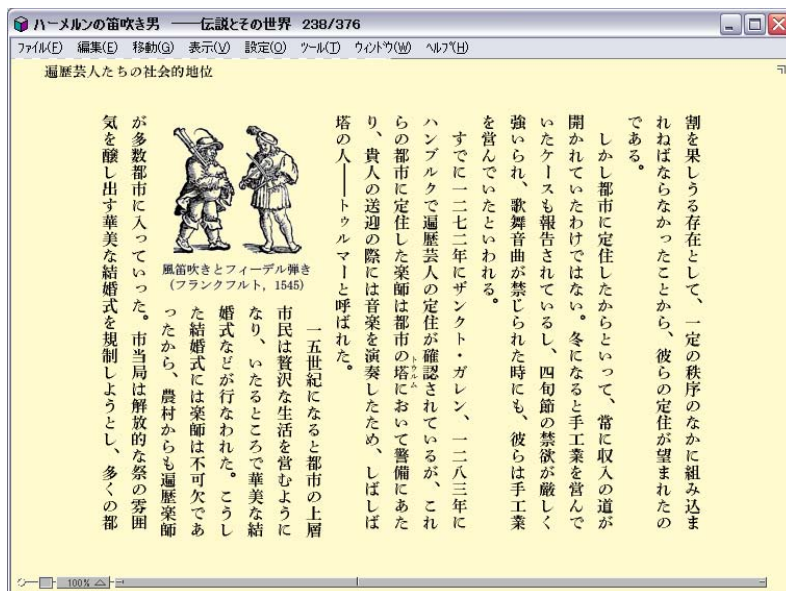 ハーメルンの笛吹き男 ――伝説とその世界 238/376
ファイル(F) 編集(E) 移動(G) 表示(V) 設定(O) ツール(T) ウィンドウ(W) ヘルプ(H)
遍歴芸人たちの社会的地位
割を果しうる存在として、一定の秩序のなかに組み込ま
れねばならなかったことから、彼らの定住が望まれたの
である。
しかし都市に定住したからといって、常に収入の道が
開かれていたわけではない。冬になると手工業を営んで
いたケースも報告されているし、四旬節の禁欲が厳しく
強いられ、歌舞音曲が禁じられた時にも、彼らは手工業
を営んでいたといわれる。
すでに一二七二年にザンクト・ガレン、一二八三年に
ハンブルクで遍歴芸人の定住が確認されているが、これ
らの都市に定住した楽師は都市の塔において警備にあた
トゥルム
り、貴人の送迎の際には音楽を演奏したため、しばしば
塔の人――トゥルマーと呼ばれた。
風笛吹きとフィーデル弾き
(フランクフルト, 1545)
一五世紀になると都市の上層
市民は贅沢な生活を営むように
なり、いたるところで華美な結
婚式などが行なわれた。こうし
た結婚式には楽師は不可欠であ
ったから、農村からも遍歴楽師
が多数都市に入っていった。市当局は解放的な祭の雰囲
気を醸し出す華美な結婚式を規制しようとし、多くの都
100%